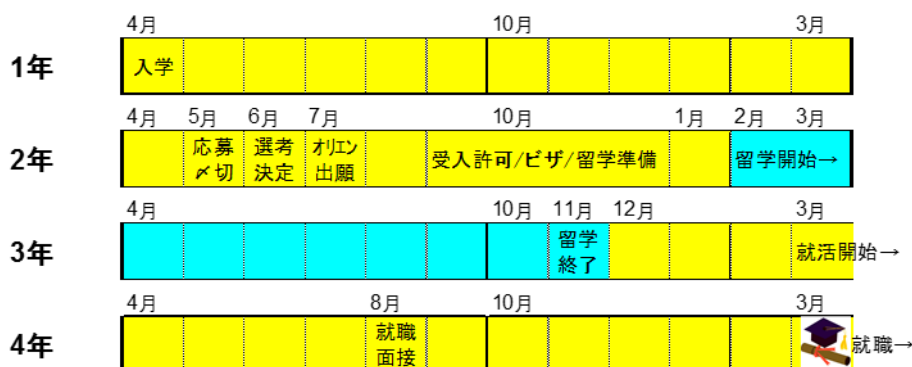 4月 10月 3月
1年 入学
4月 5月 6月 7月 10月 1月 2月 3月
2年 応募 選考 オリエン 受入許可/ビザ/留学準備 留学開始→
〆切 決定 出願
4月 10月 11月 12月 3月
3年 留学 就活開始→
終了
4月 8月 10月 3月
4年 就職 就職→
面接